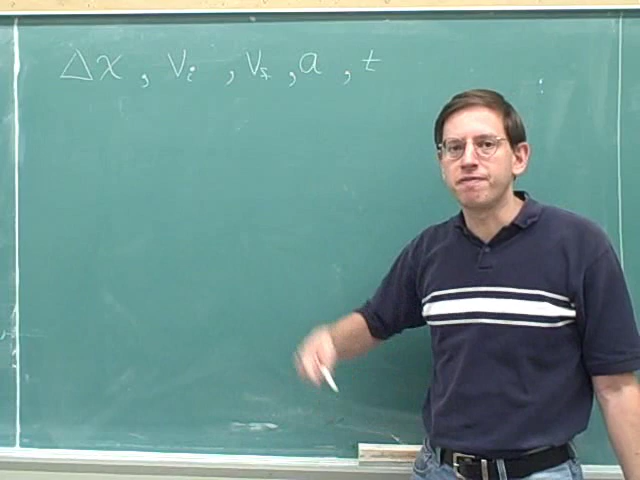 Δx, Vi, Vf, a, t